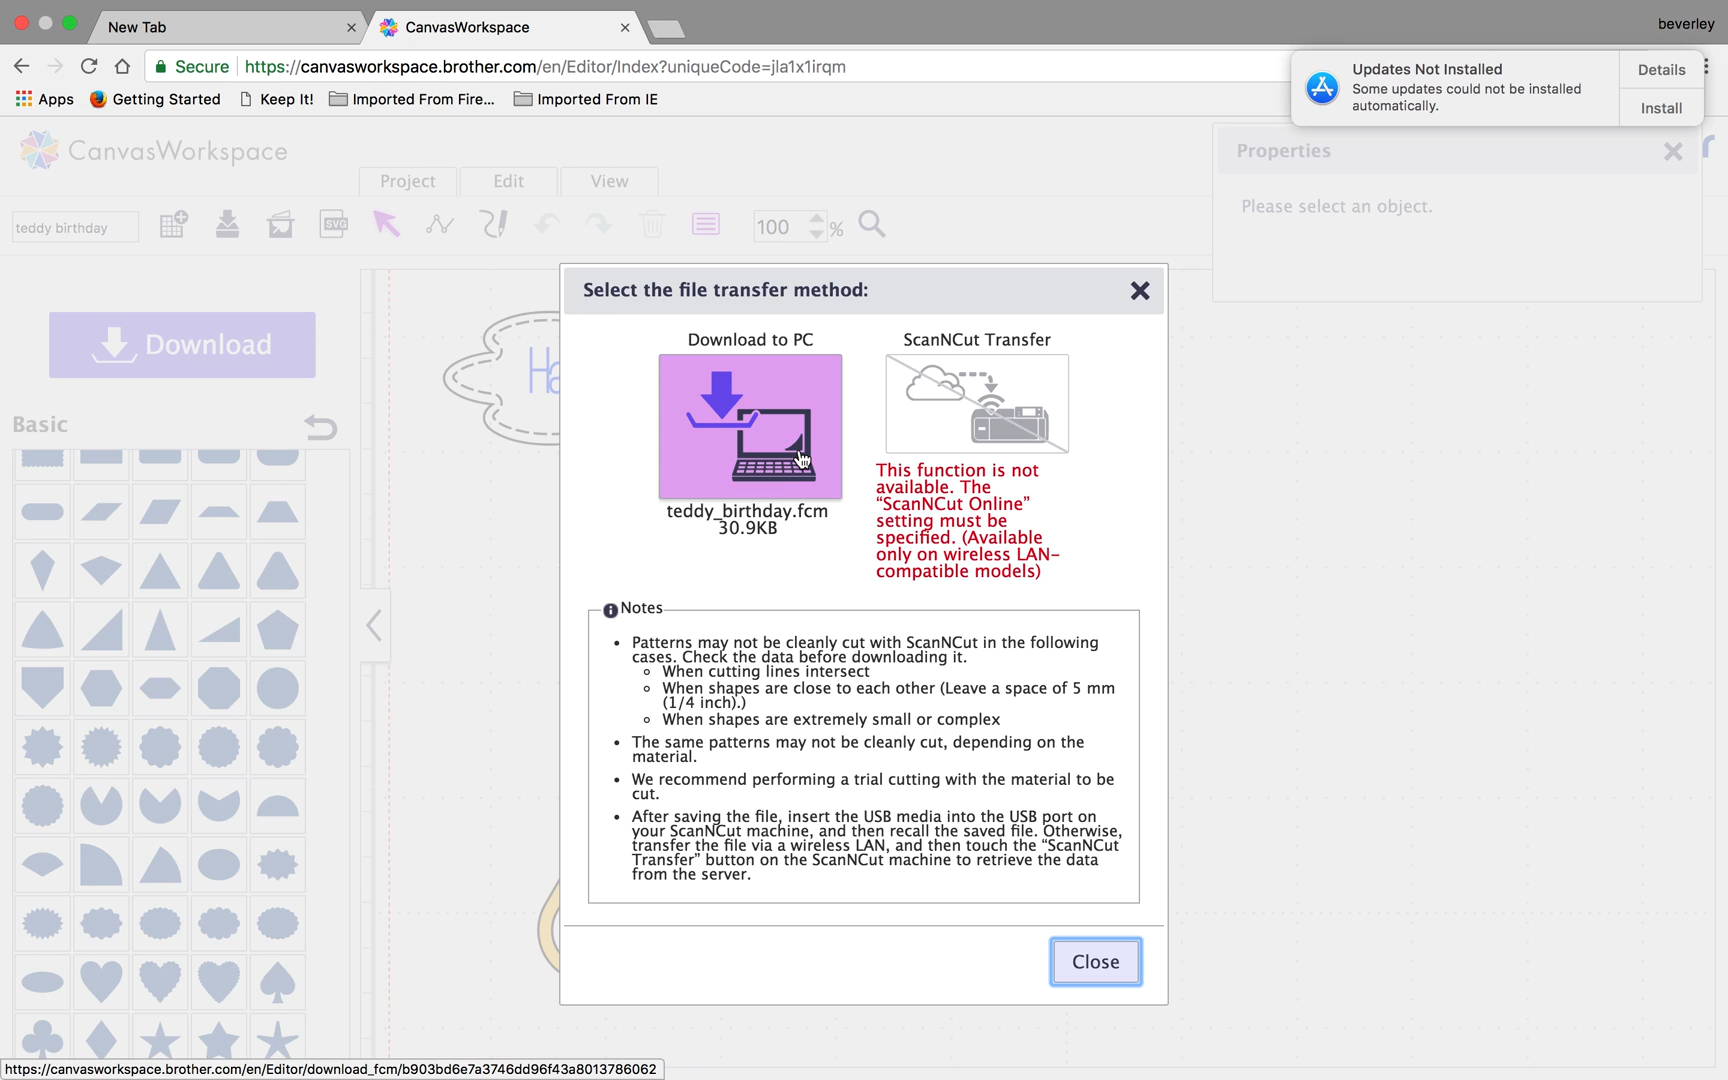 New Tab
CanvasWorkspace
beverley
Secure
https://canvasworkspace.brother.com/en/Editor/Index?uniqueCode=jla1x1irqm
Apps
Getting Started
Keep It!
Imported From Fire...
Imported From IE
Updates Not Installed
Some updates could not be installed
automatically.
Details
Install
CanvasWorkspace
Project
Edit
View
Properties
Please select an object.
teddy birthday
SVG
100
%
Download
Basic
Ha
Select the file transfer method:
Download to PC
teddy_birthday.fcm
30.9KB
ScanNCut Transfer
This function is not
available. The
“ScanNCut Online”
setting must be
specified. (Available
only on wireless LAN-
compatible models)
Notes
• Patterns may not be cleanly cut with ScanNCut in the following
cases. Check the data before downloading it.
When cutting lines intersect
When shapes are close to each other (Leave a space of 5 mm
(1/4 inch).)
When shapes are extremely small or complex
• The same patterns may not be cleanly cut, depending on the
material.
• We recommend performing a trial cutting with the material to be
cut.
• After saving the file, insert the USB media into the USB port on
your ScanNCut machine, and then recall the saved file. Otherwise,
transfer the file via a wireless LAN, and then touch the “ScanNCut
Transfer” button on the ScanNCut machine to retrieve the data
from the server.
Close
https://canvasworkspace.brother.com/en/Editor/download_fcm/b903bd6e7a3746dd96f43a8013786062